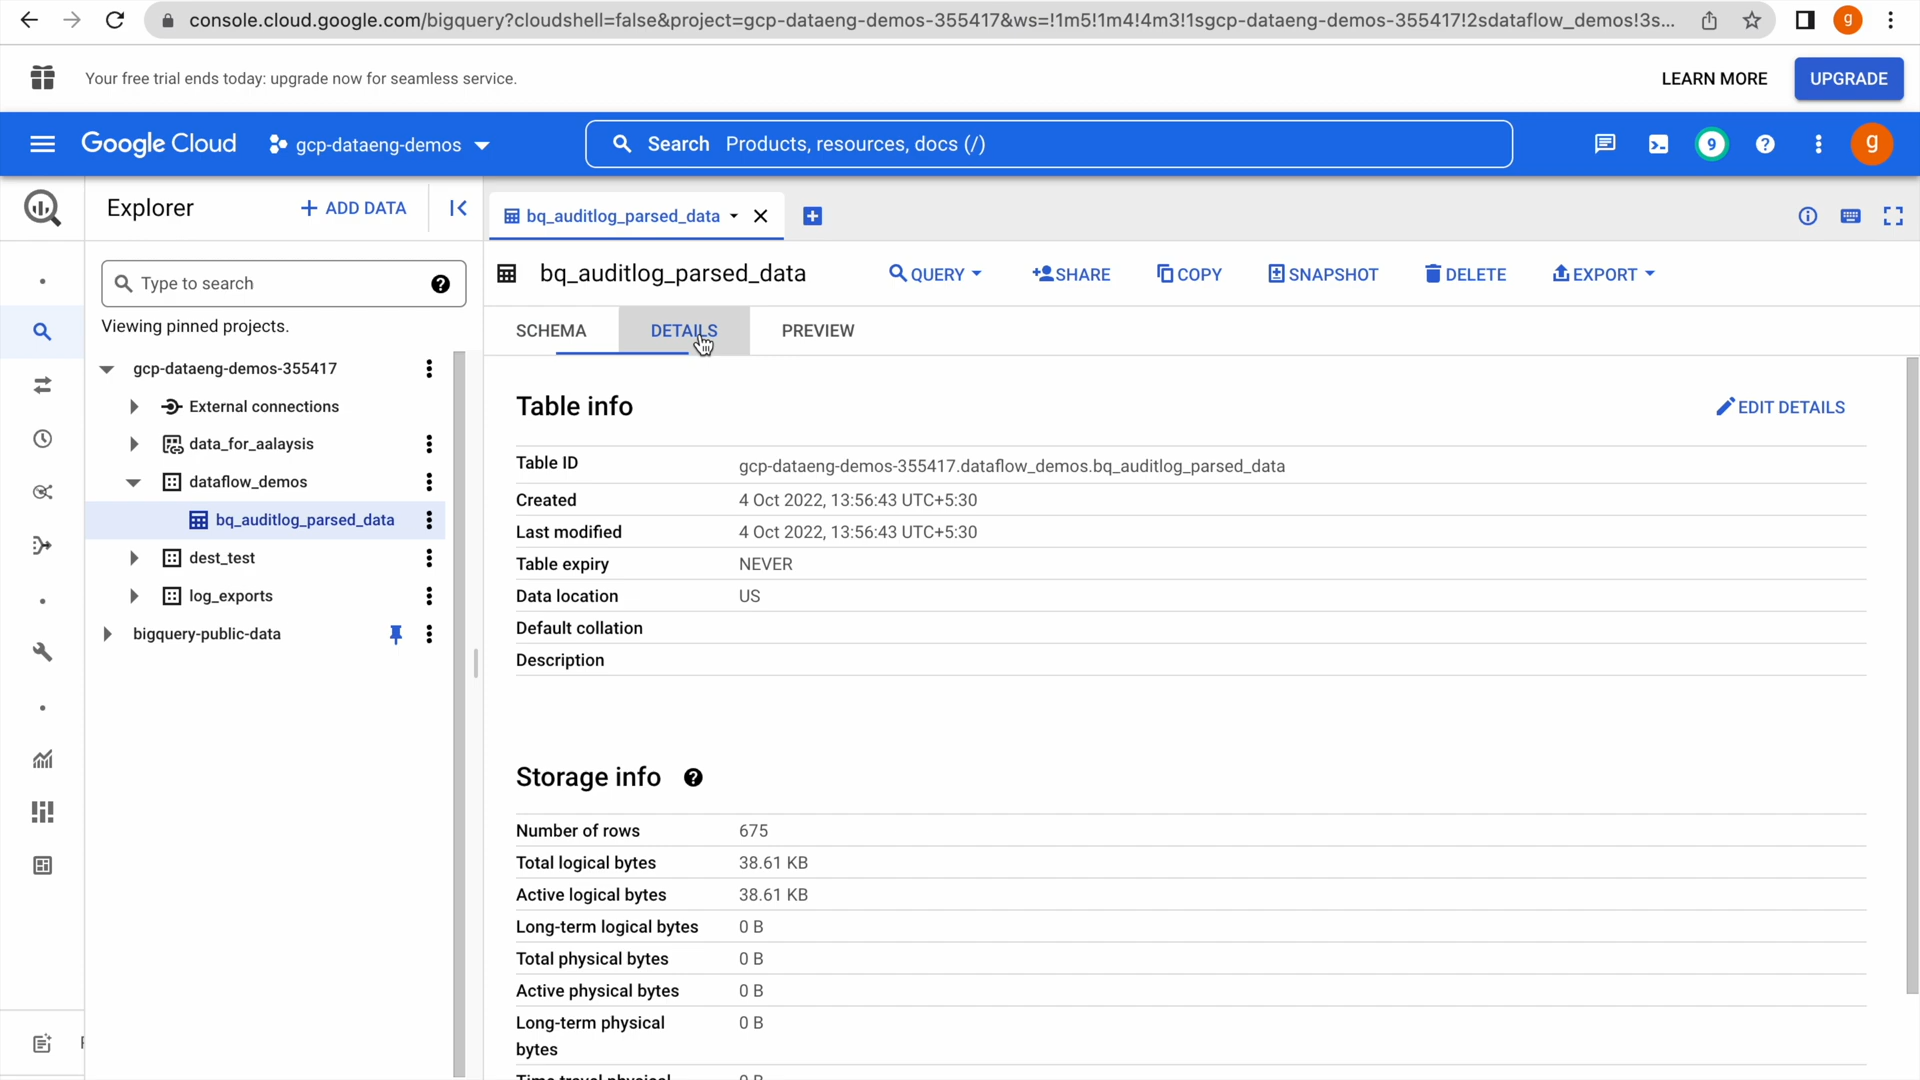 console.cloud.google.com/bigquery?cloudshell=false&project=gcp-dataeng-demos-355417&ws=!1m5!1m4!4m3!1sgcp-dataeng-demos-355417!2sdataflow_demos!3s...
g
Your free trial ends today: upgrade now for seamless service.
LEARN MORE
UPGRADE
Google Cloud
gcp-dataeng-demos
Search Products, resources, docs (/)
9
g
Explorer
+ ADD DATA
bq_auditlog_parsed_data
Type to search
Viewing pinned projects.
gcp-dataeng-demos-355417
External connections
data_for_aalaysis
dataflow_demos
bq_auditlog_parsed_data
dest_test
log_exports
bigquery-public-data
bq_auditlog_parsed_data
QUERY
SHARE
COPY
SNAPSHOT
DELETE
EXPORT
SCHEMA
DETAILS
PREVIEW
Table info
EDIT DETAILS
Table ID gcp-dataeng-demos-355417.dataflow_demos.bq_auditlog_parsed_data
Created 4 Oct 2022, 13:56:43 UTC+5:30
Last modified 4 Oct 2022, 13:56:43 UTC+5:30
Table expiry NEVER
Data location US
Default collation
Description
Storage info
Number of rows 675
Total logical bytes 38.61 KB
Active logical bytes 38.61 KB
Long-term logical bytes 0 B
Total physical bytes 0 B
Active physical bytes 0 B
Long-term physical bytes 0 B
Time travel physical 0 B